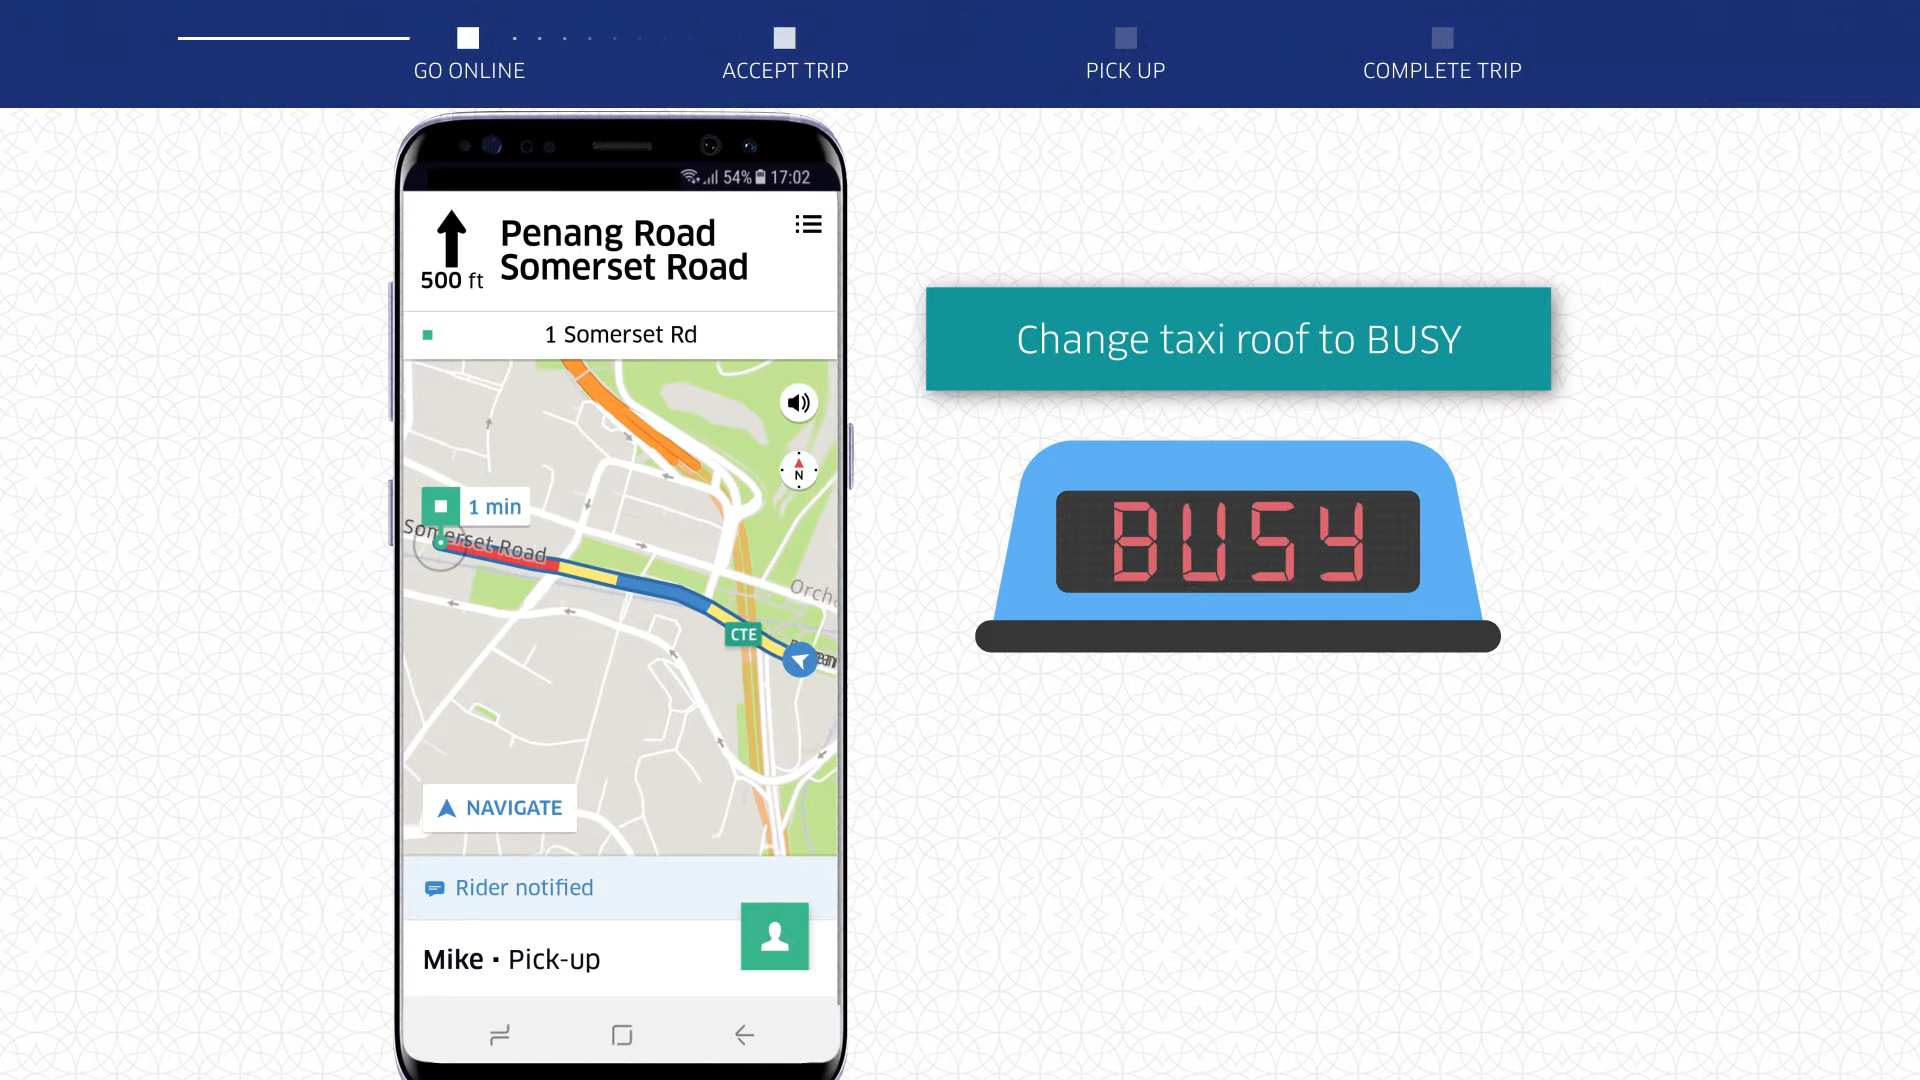 GO ONLINE
ACCEPT TRIP
PICK UP
COMPLETE TRIP
54% 17:02
Penang Road
Somerset Road
500 ft
1 Somerset Rd
N
1 min
Somerset Road
CTE
NAVIGATE
Rider notified
Mike · Pick-up
Change taxi roof to BUSY
BUSY